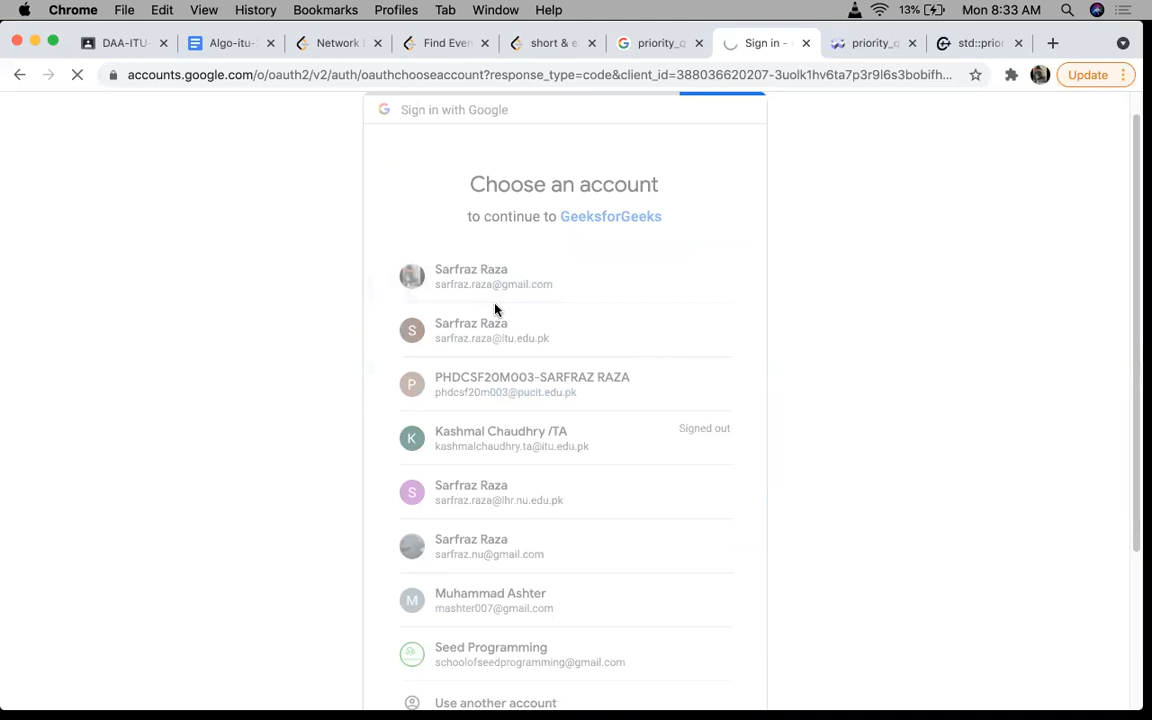 Chrome File Edit View History Bookmarks Profiles Tab Window Help 13% Mon 8:33 AM
DAA-ITU- Algo-itu- Network Find Even short & e priority_q Sign in - priority_q std::prior
accounts.google.com/o/oauth2/v2/auth/oauthchooseaccount?response_type=code&client_id=388036620207-3uolk1hv6ta7p3r9l6s3bobifh... Update
Sign in with Google
Choose an account
to continue to GeeksforGeeks
Sarfraz Raza
sarfraz.raza@gmail.com
S Sarfraz Raza
sarfraz.raza@itu.edu.pk
P PHDCSF20M003-SARFRAZ RAZA
phdcsf20m003@pucit.edu.pk
K Kashmal Chaudhry /TA Signed out
kashmalchaudhry.ta@itu.edu.pk
S Sarfraz Raza
sarfraz.raza@lhr.nu.edu.pk
Sarfraz Raza
sarfraz.nu@gmail.com
M Muhammad Ashter
mashter007@gmail.com
Seed Programming
schoolofseedprogramming@gmail.com
Use another account